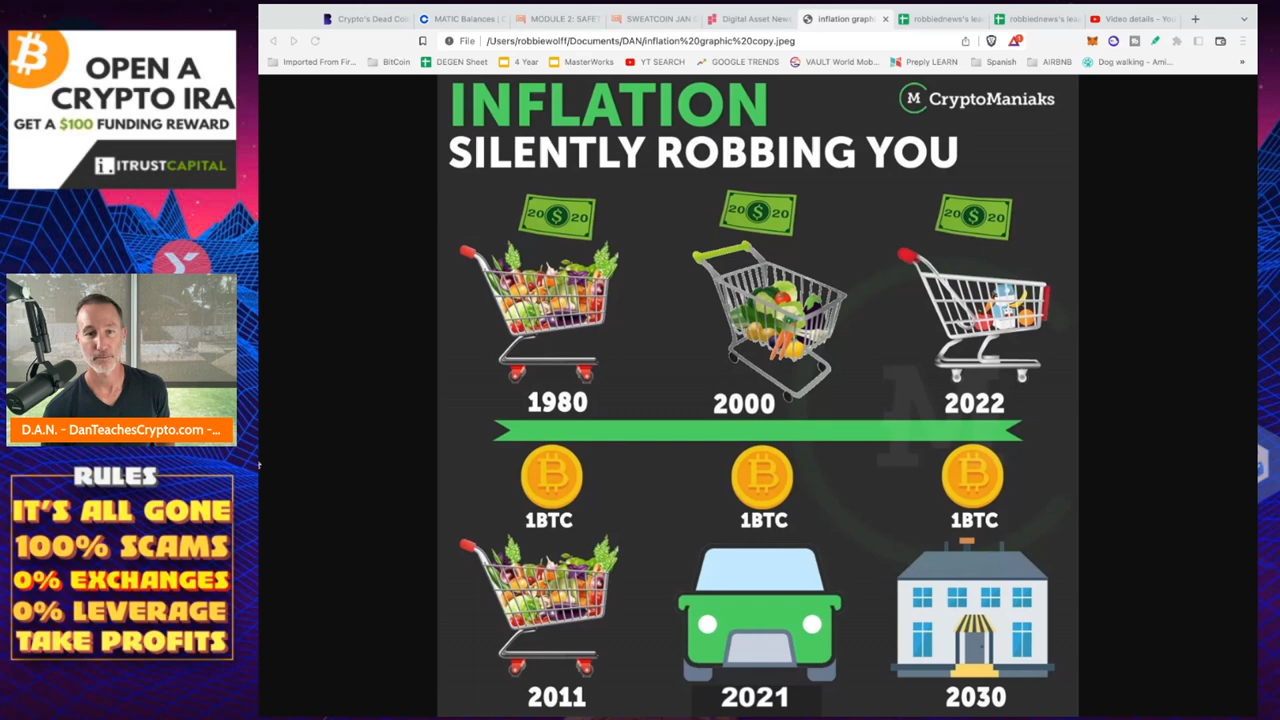 Crypto's Dead Coin
MATIC Balances | C
MODULE 2: SAFET
SWEATCOIN JAN
Digital Asset News
inflation graphi
robbiednews's lea
robbiednews's lea
Video details - You
File /Users/robbiewolff/Documents/DAN/inflation%20graphic%20copy.jpeg
Imported From Fir...
BitCoin
DEGEN Sheet
4 Year
MasterWorks
YT SEARCH
GOOGLE TRENDS
VAULT World Mob...
Preply LEARN
Spanish
AIRBNB
Dog walking - Ami...
OPEN A
CRYPTO IRA
GET A $100 FUNDING REWARD
ITRUSTCAPITAL
D.A.N. - DanTeachesCrypto.com -...
RULES
IT'S ALL GONE
100% SCAMS
0% EXCHANGES
0% LEVERAGE
TAKE PROFITS
INFLATION
M CryptoManiaks
SILENTLY ROBBING YOU
20 $ 20
20 $ 20
20 $ 20
1980
2000
2022
1BTC
1BTC
1BTC
2011
2021
2030